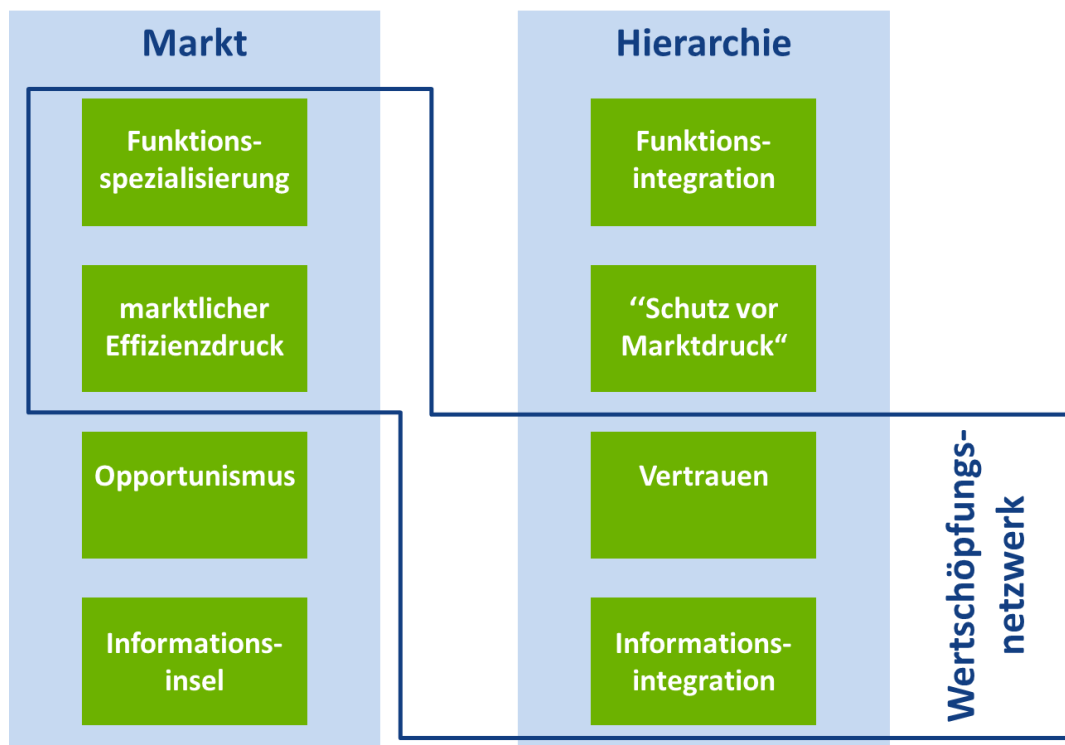 Markt
Funktions-
spezialisierung
marktlicher
Effizienzdruck
Opportunismus
Informations-
insel
Hierarchie
Funktions-
integration
‘‘Schutz vor
Marktdruck“
Vertrauen
Informations-
integration
Wertschöpfungs-
netzwerk